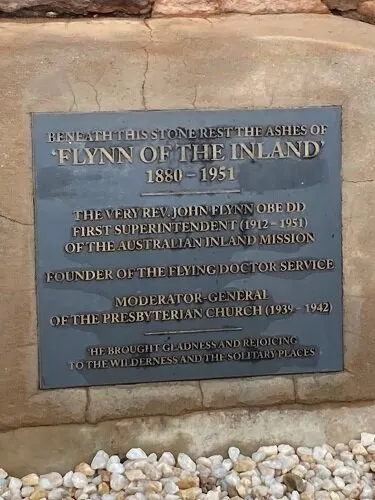 BENEATH THIS STONE REST THE ASHES OF
'FLYNN OF THE INLAND'
1880 – 1951
THE VERY REV. JOHN FLYNN OBE DD
FIRST SUPERINTENDENT (1912 – 1951)
OF THE AUSTRALIAN INLAND MISSION
FOUNDER OF THE FLYING DOCTOR SERVICE
MODERATOR-GENERAL
OF THE PRESBYTERIAN CHURCH (1939 – 1942)
'HE BROUGHT GLADNESS AND REJOICING
TO THE WILDERNESS AND THE SOLITARY PLACES